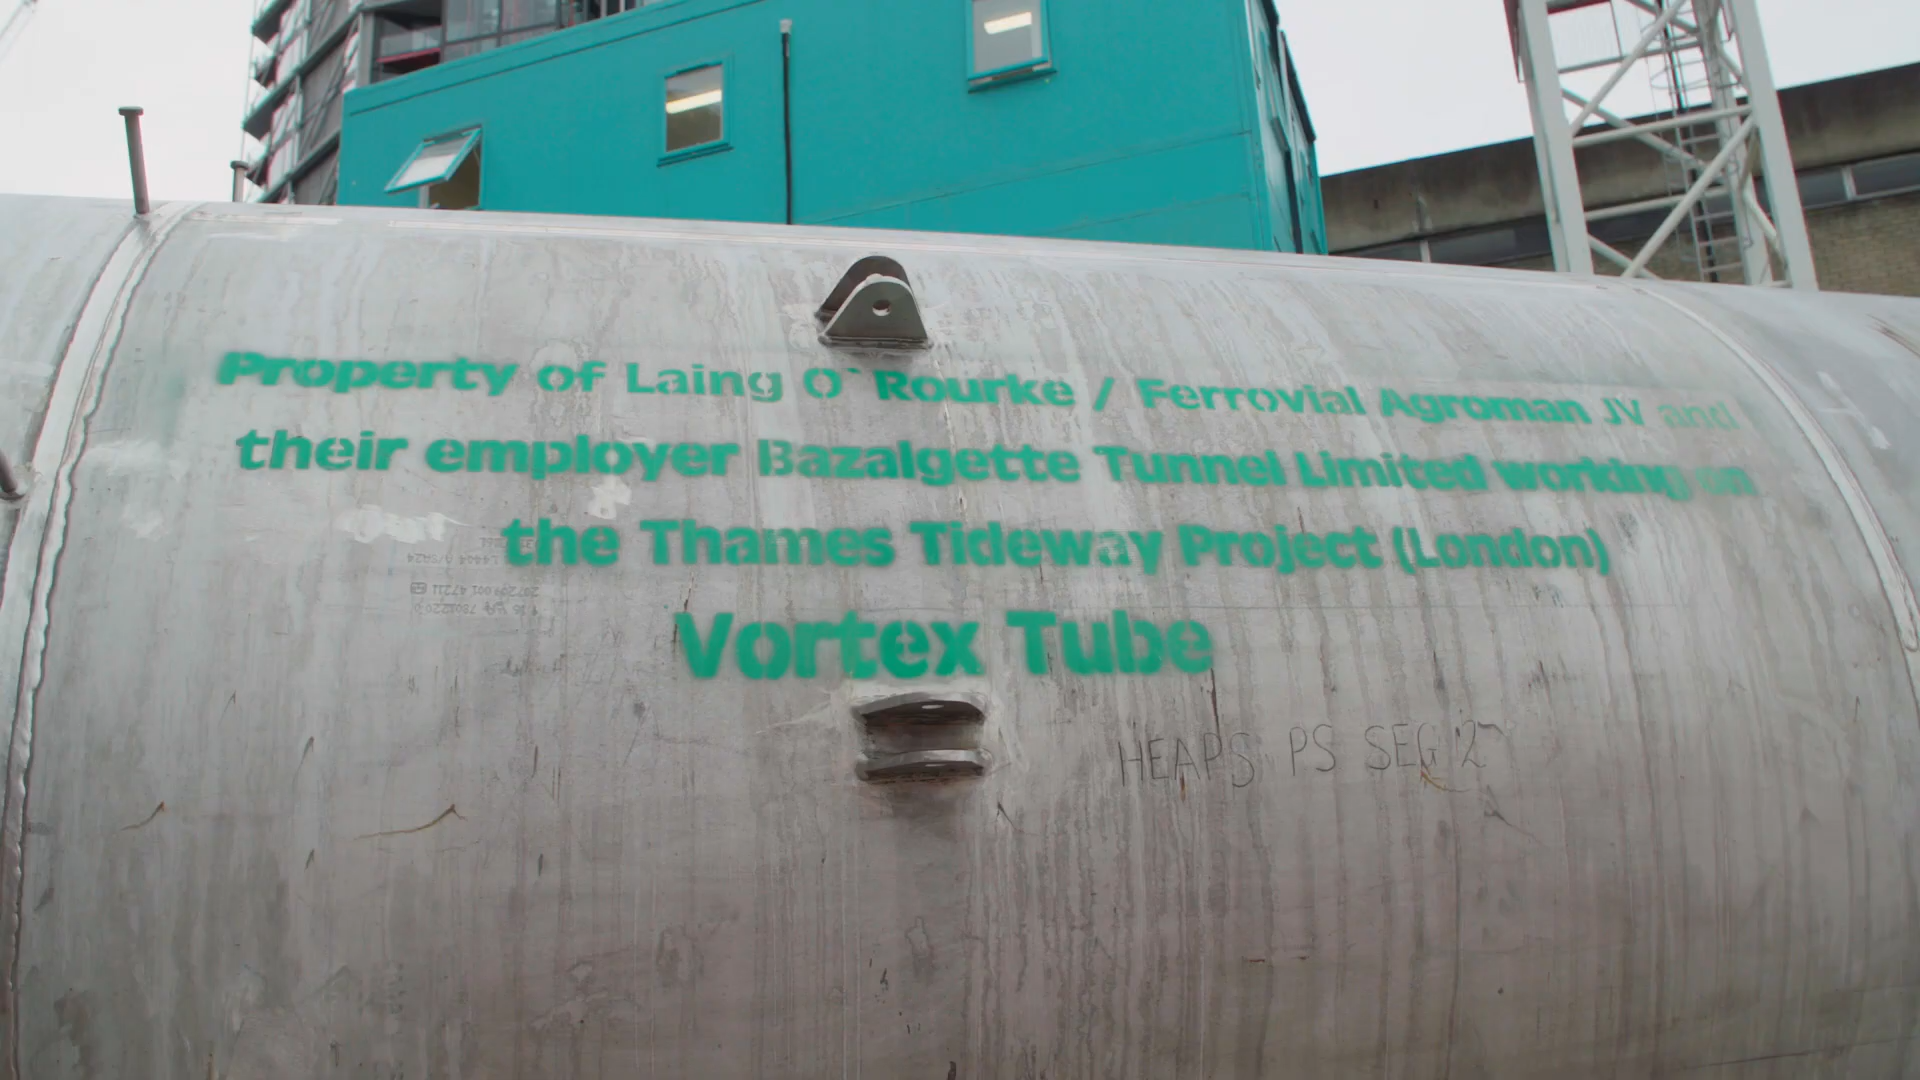 Property of Laing O`Rourke / Ferrovial Agroman JV and
their employer Bazalgette Tunnel Limited working on
the Thames Tideway Project (London)
Vortex Tube
HEAPS PS SEG 2